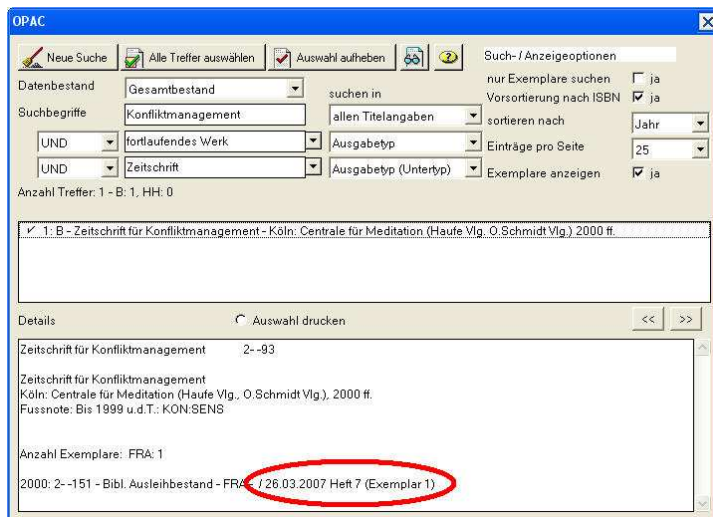 OPAC
Neue Suche Alle Treffer auswählen Auswahl aufheben Such- / Anzeigeoptionen
nur Exemplare suchen ja
Datenbestand Gesamtbestand suchen in Vorsortierung nach ISBN ja
Suchbegriffe Konfliktmanagement allen Titelangaben sortieren nach Jahr
UND fortlaufendes Werk Ausgabetyp Einträge pro Seite 25
UND Zeitschrift Ausgabetyp (Untertyp) Exemplare anzeigen ja
Anzahl Treffer: 1 - B: 1, HH: 0
1: B - Zeitschrift für Konfliktmanagement - Köln: Centrale für Meditation (Haufe Vlg. O.Schmidt Vlg.) 2000 ff.
Details Auswahl drucken << >>
Zeitschrift für Konfliktmanagement 2--93
Zeitschrift für Konfliktmanagement
Köln: Centrale für Meditation (Haufe Vlg., O.Schmidt Vlg.), 2000 ff.
Fussnote: Bis 1999 u.d.T.: KON:SENS
Anzahl Exemplare: FRA: 1
2000: 2--151 - Bibl. Ausleihbestand - FRA - / 26.03.2007 Heft 7 (Exemplar 1)